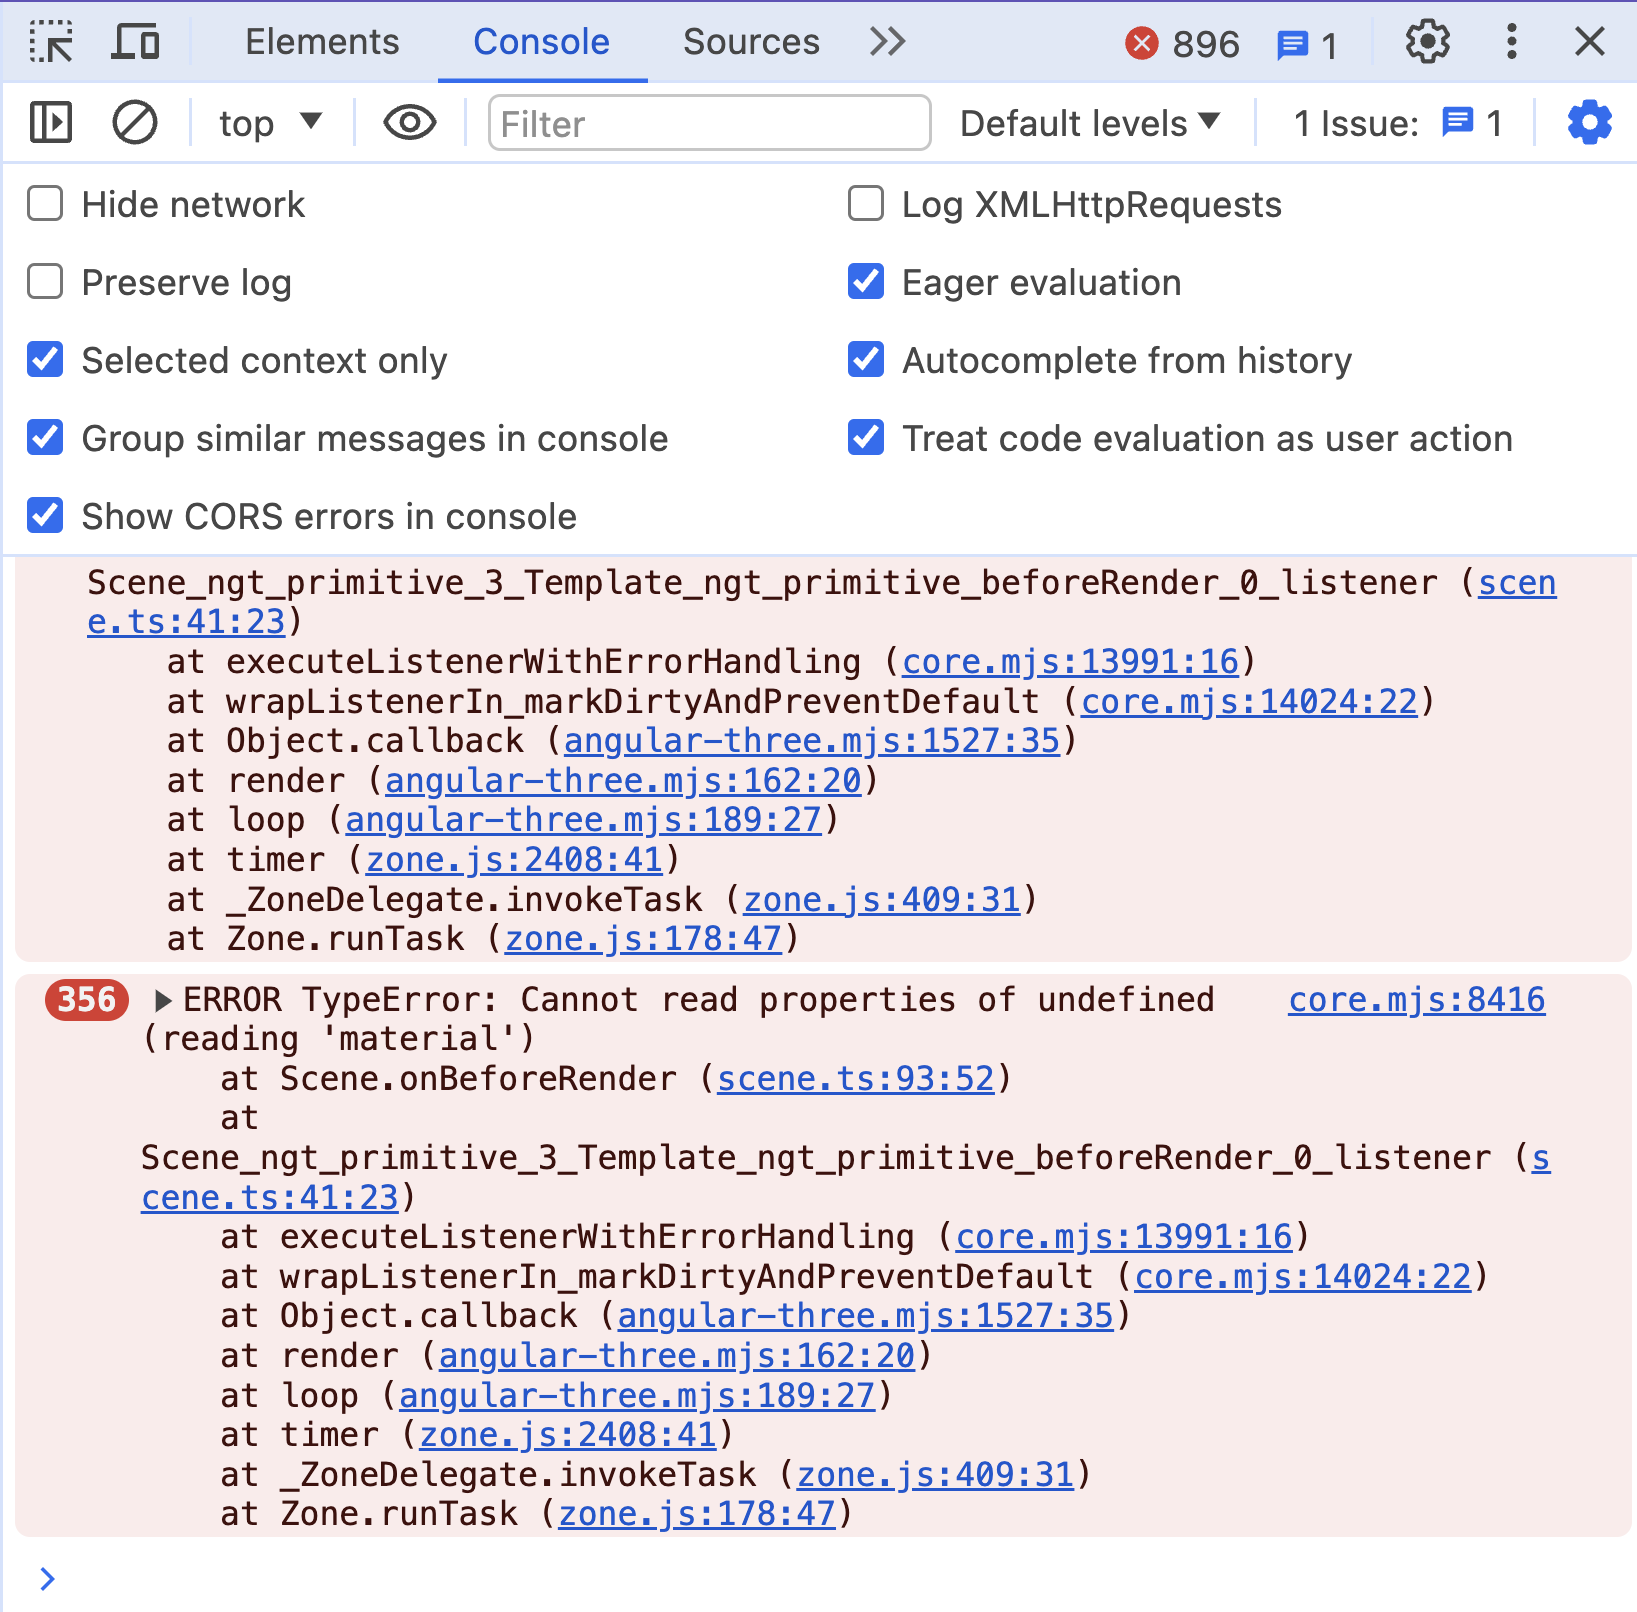 Elements Console Sources 896 1
top Filter Default levels 1 Issue: 1
Hide network Log XMLHttpRequests
Preserve log Eager evaluation
Selected context only Autocomplete from history
Group similar messages in console Treat code evaluation as user action
Show CORS errors in console
Scene_ngt_primitive_3_Template_ngt_primitive_beforeRender_0_listener (scen
e.ts:41:23)
at executeListenerWithErrorHandling (core.mjs:13991:16)
at wrapListenerIn_markDirtyAndPreventDefault (core.mjs:14024:22)
at Object.callback (angular-three.mjs:1527:35)
at render (angular-three.mjs:162:20)
at loop (angular-three.mjs:189:27)
at timer (zone.js:2408:41)
at _ZoneDelegate.invokeTask (zone.js:409:31)
at Zone.runTask (zone.js:178:47)
356 ERROR TypeError: Cannot read properties of undefined core.mjs:8416
(reading 'material')
at Scene.onBeforeRender (scene.ts:93:52)
at
Scene_ngt_primitive_3_Template_ngt_primitive_beforeRender_0_listener (s
cene.ts:41:23)
at executeListenerWithErrorHandling (core.mjs:13991:16)
at wrapListenerIn_markDirtyAndPreventDefault (core.mjs:14024:22)
at Object.callback (angular-three.mjs:1527:35)
at render (angular-three.mjs:162:20)
at loop (angular-three.mjs:189:27)
at timer (zone.js:2408:41)
at _ZoneDelegate.invokeTask (zone.js:409:31)
at Zone.runTask (zone.js:178:47)